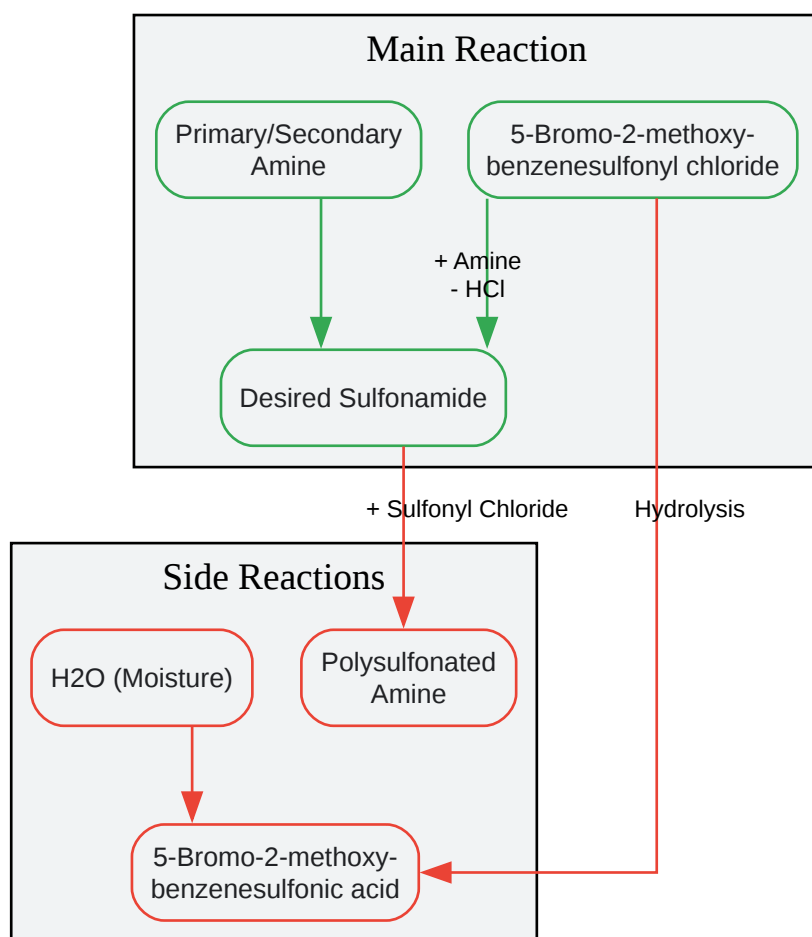 Main Reaction
Primary/Secondary
Amine
5-Bromo-2-methoxy-
benzenesulfonyl chloride
+ Amine
- HCl
Desired Sulfonamide
+ Sulfonyl Chloride
Hydrolysis
Side Reactions
H2O (Moisture)
Polysulfonated
Amine
5-Bromo-2-methoxy-
benzenesulfonic acid